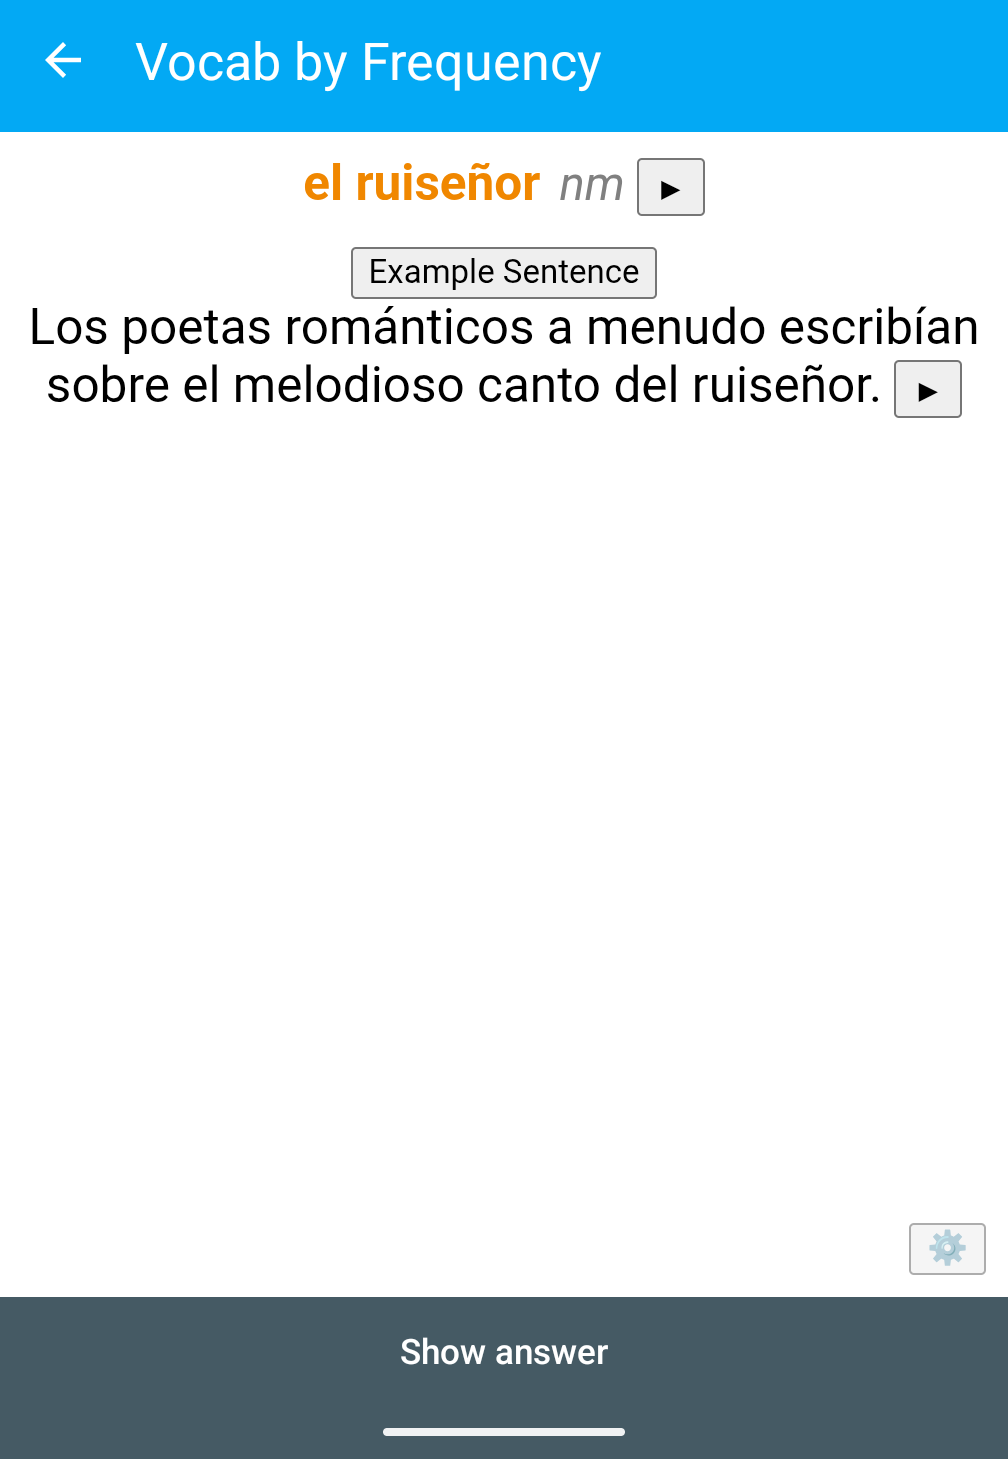 Vocab by Frequency
el ruiseñor nm
Example Sentence
Los poetas románticos a menudo escribían
sobre el melodioso canto del ruiseñor.
Show answer